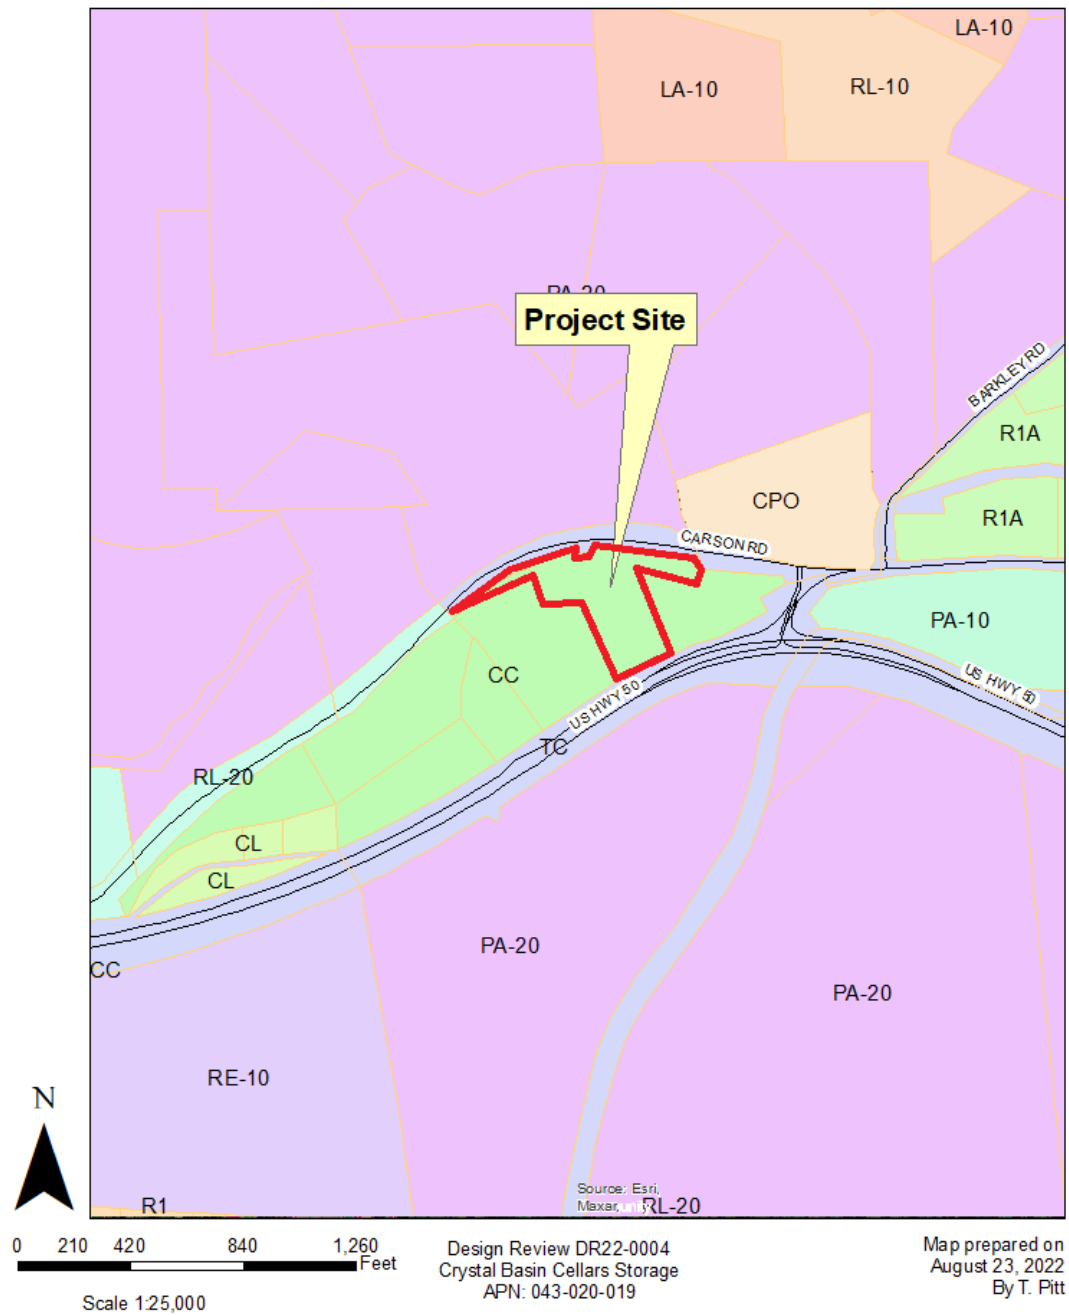 LA-10
LA-10
RL-10
PA-20
Project Site
BARKLEY RD
R1A
CPO
R1A
CARSON RD
PA-10
CC
US HWY 50
US HWY 50
TC
RL-20
CL
CL
PA-20
CC
PA-20
RE-10
N
R1
Source: Esri,
Maxar,
RL-20
0 210 420 840 1,260
Feet
Scale 1:25,000
Design Review DR22-0004
Crystal Basin Cellars Storage
APN: 043-020-019
Map prepared on
August 23, 2022
By T. Pitt